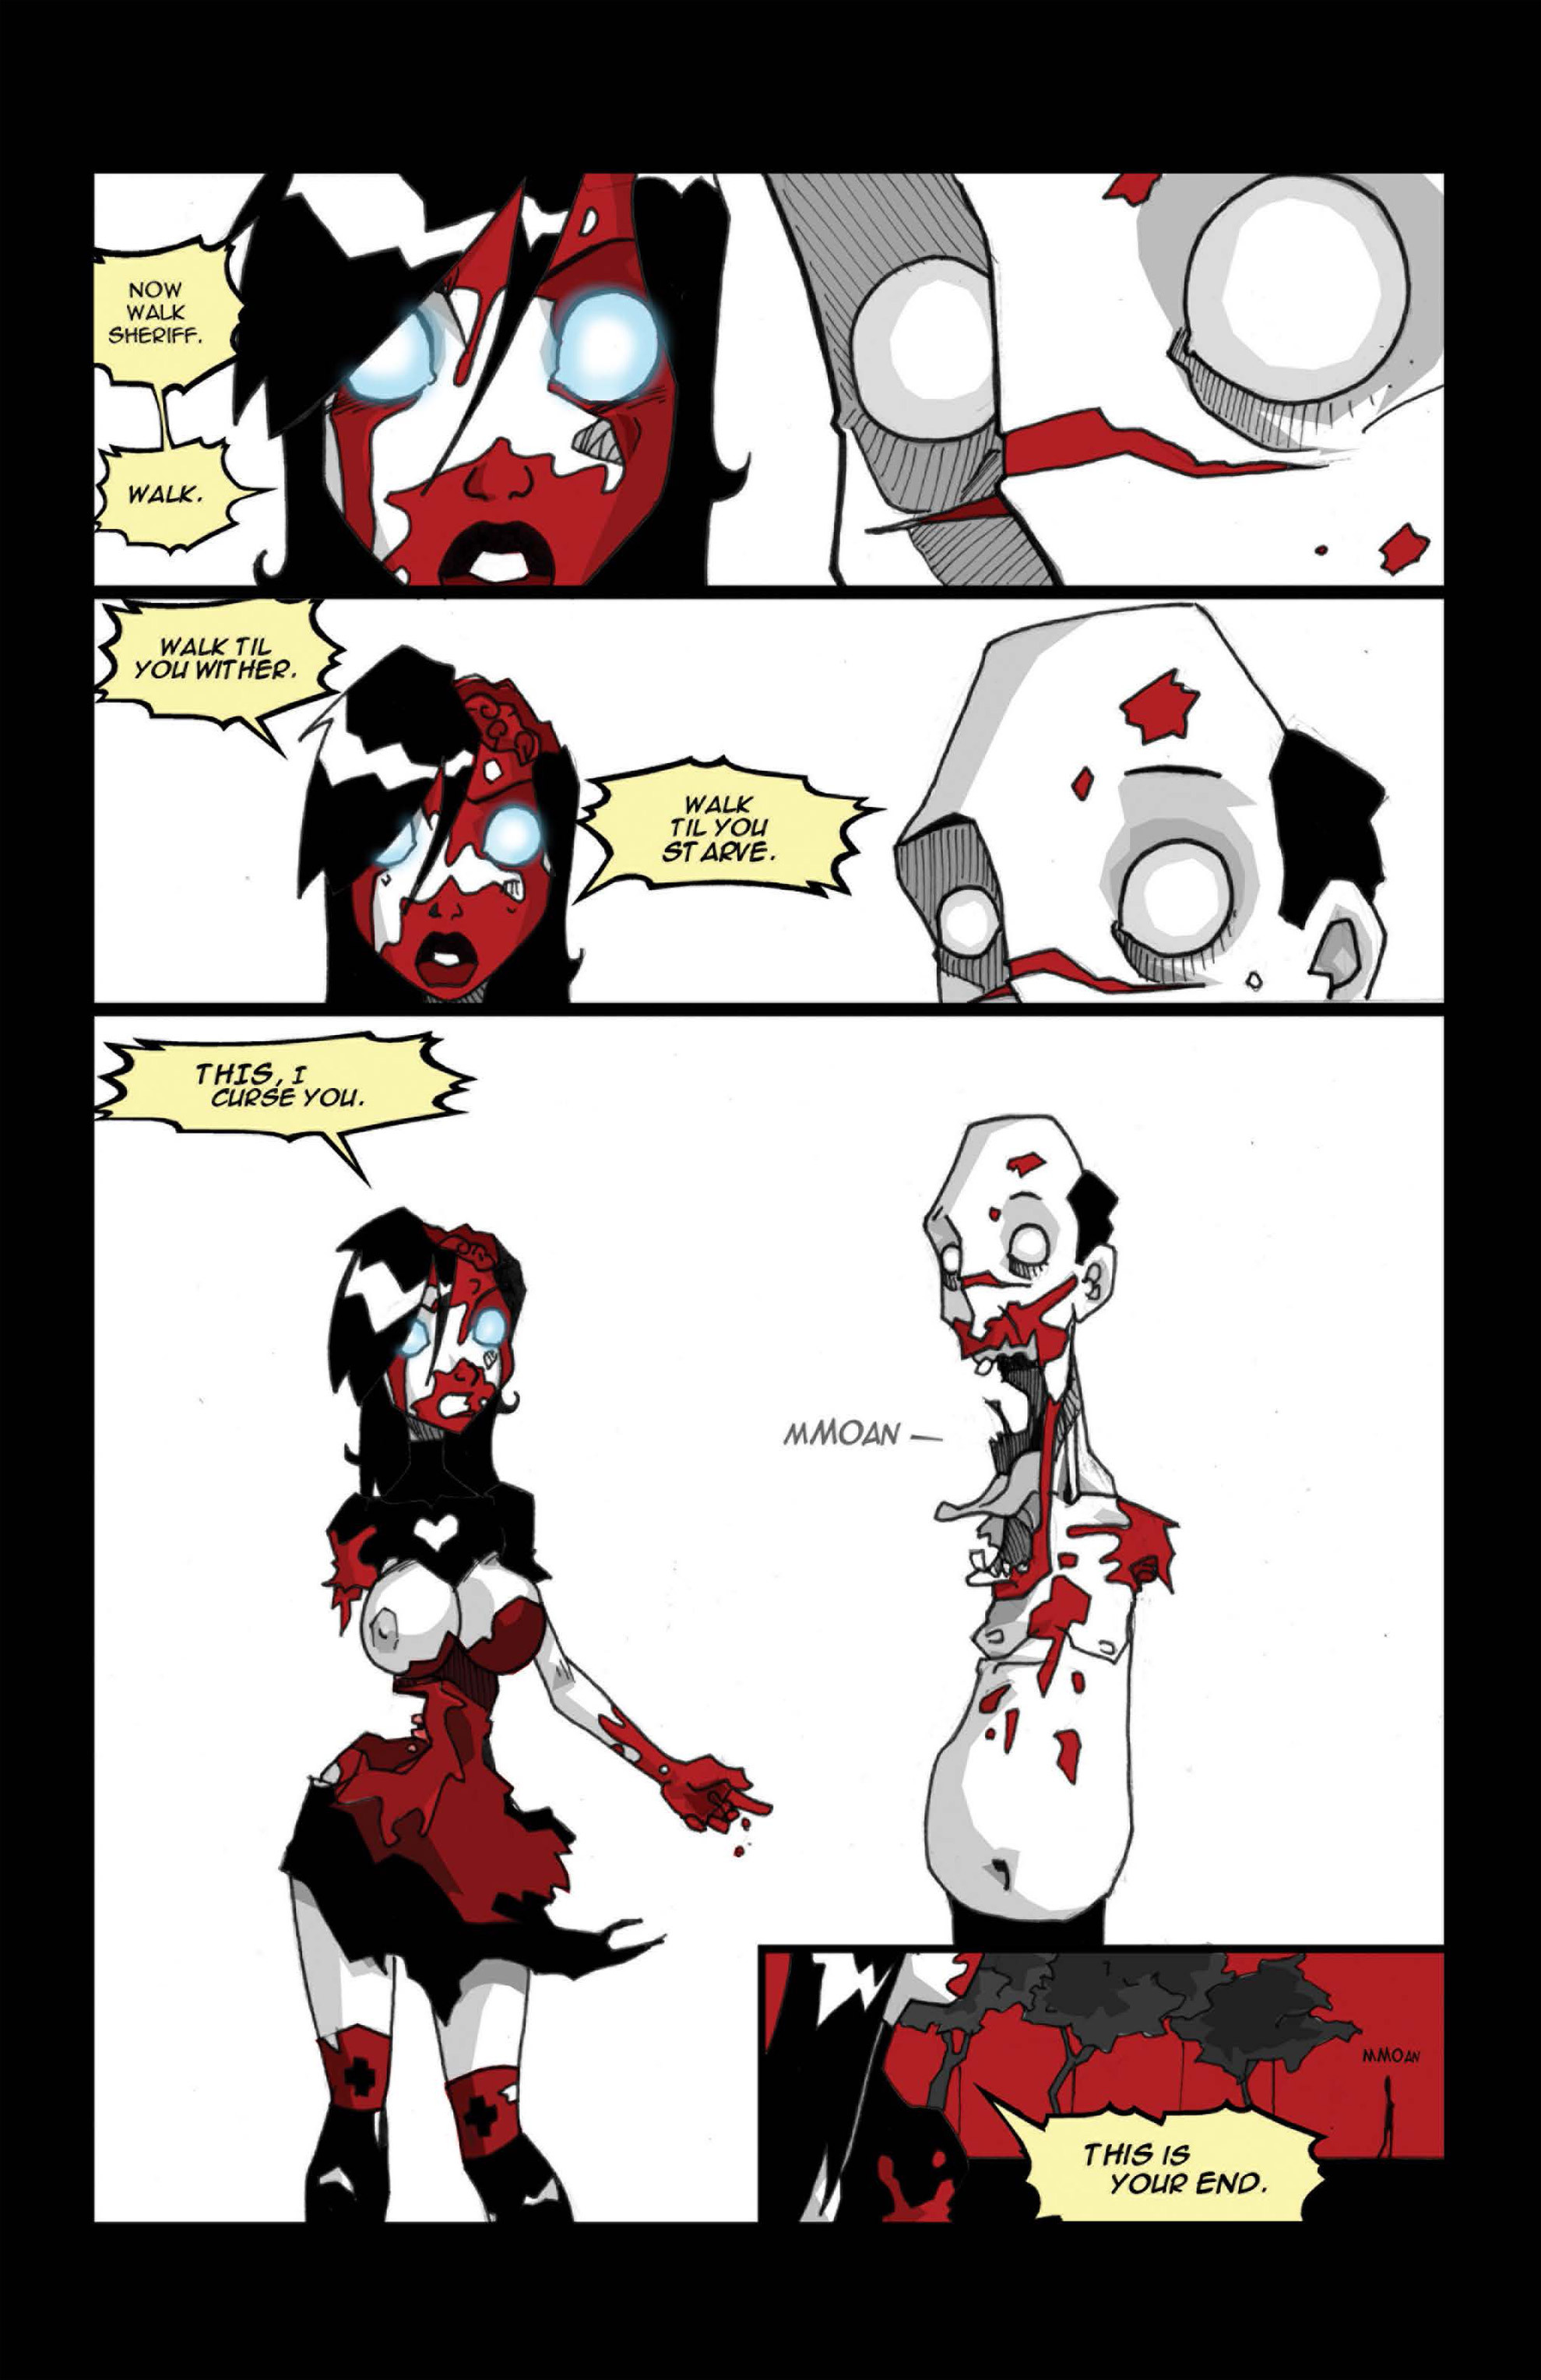 NOW
WALK
SHERIFF.
WALK.
WALK TIL
YOU WITHER.
WALK
TIL YOU
STARVE.
THIS, I
CURSE YOU.
MMOAN —
MMOAN
THIS IS
YOUR END.